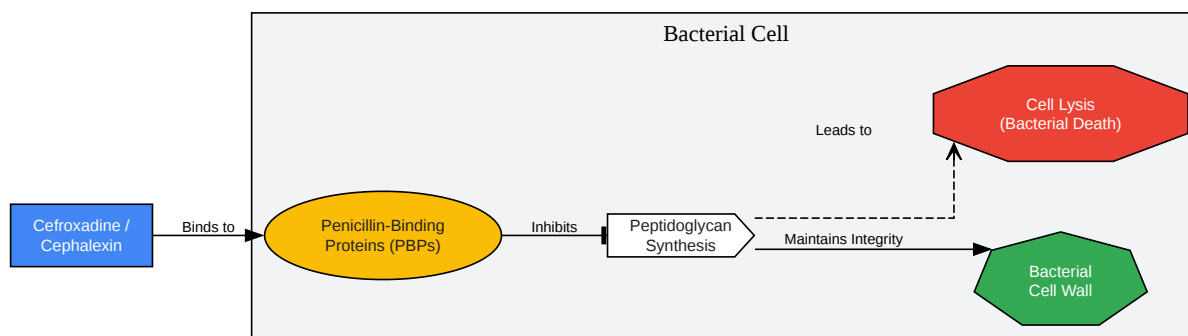 Bacterial Cell
Cefroxadine /
Cephalexin
Binds to
Penicillin-Binding
Proteins (PBPs)
Inhibits
Peptidoglycan
Synthesis
Leads to
Cell Lysis
(Bacterial Death)
Maintains Integrity
Bacterial
Cell Wall